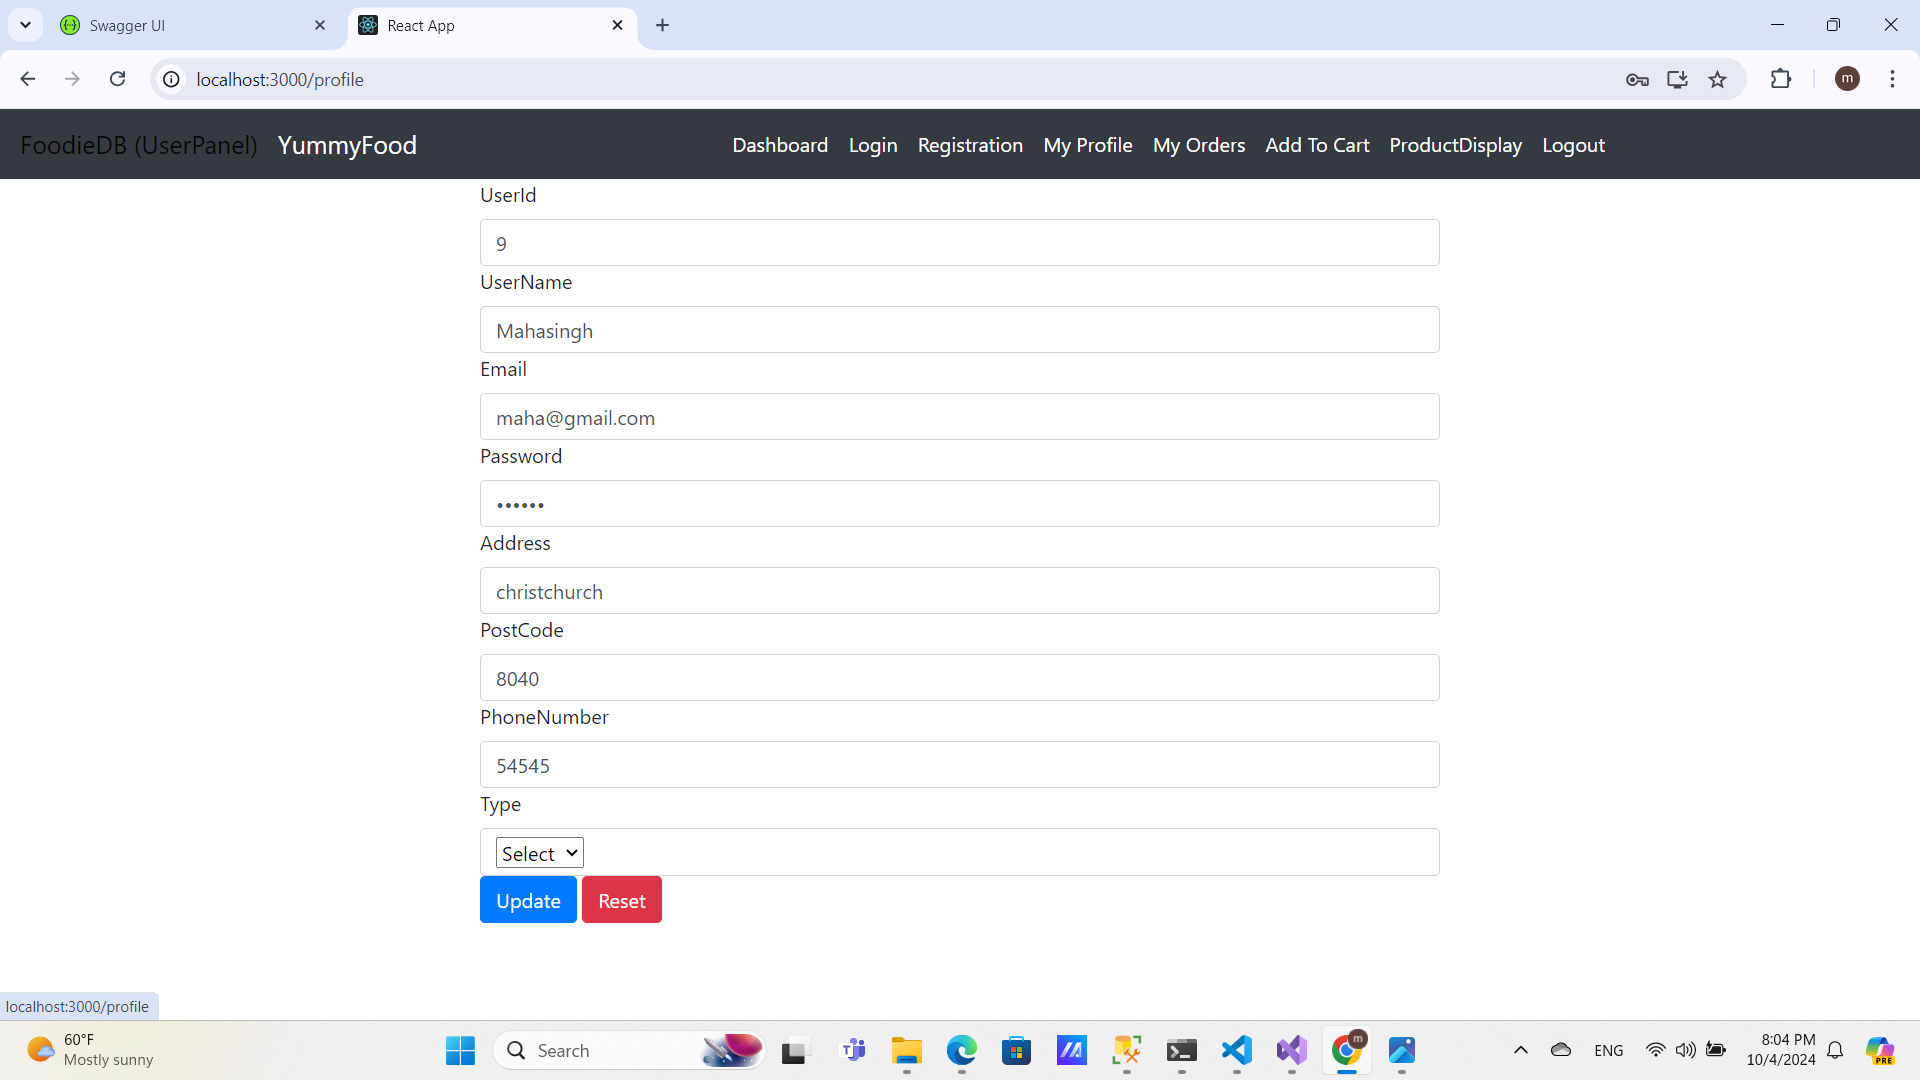 Swagger UI
React App
localhost:3000/profile
m
FoodieDB (UserPanel) YummyFood Dashboard Login Registration My Profile My Orders Add To Cart ProductDisplay Logout
UserId
9
UserName
Mahasingh
Email
maha@gmail.com
Password
••••••
Address
christchurch
PostCode
8040
PhoneNumber
54545
Type
Select
Update Reset
localhost:3000/profile
60°F
Mostly sunny
Search
m
ENG
8:04 PM
10/4/2024
PRE